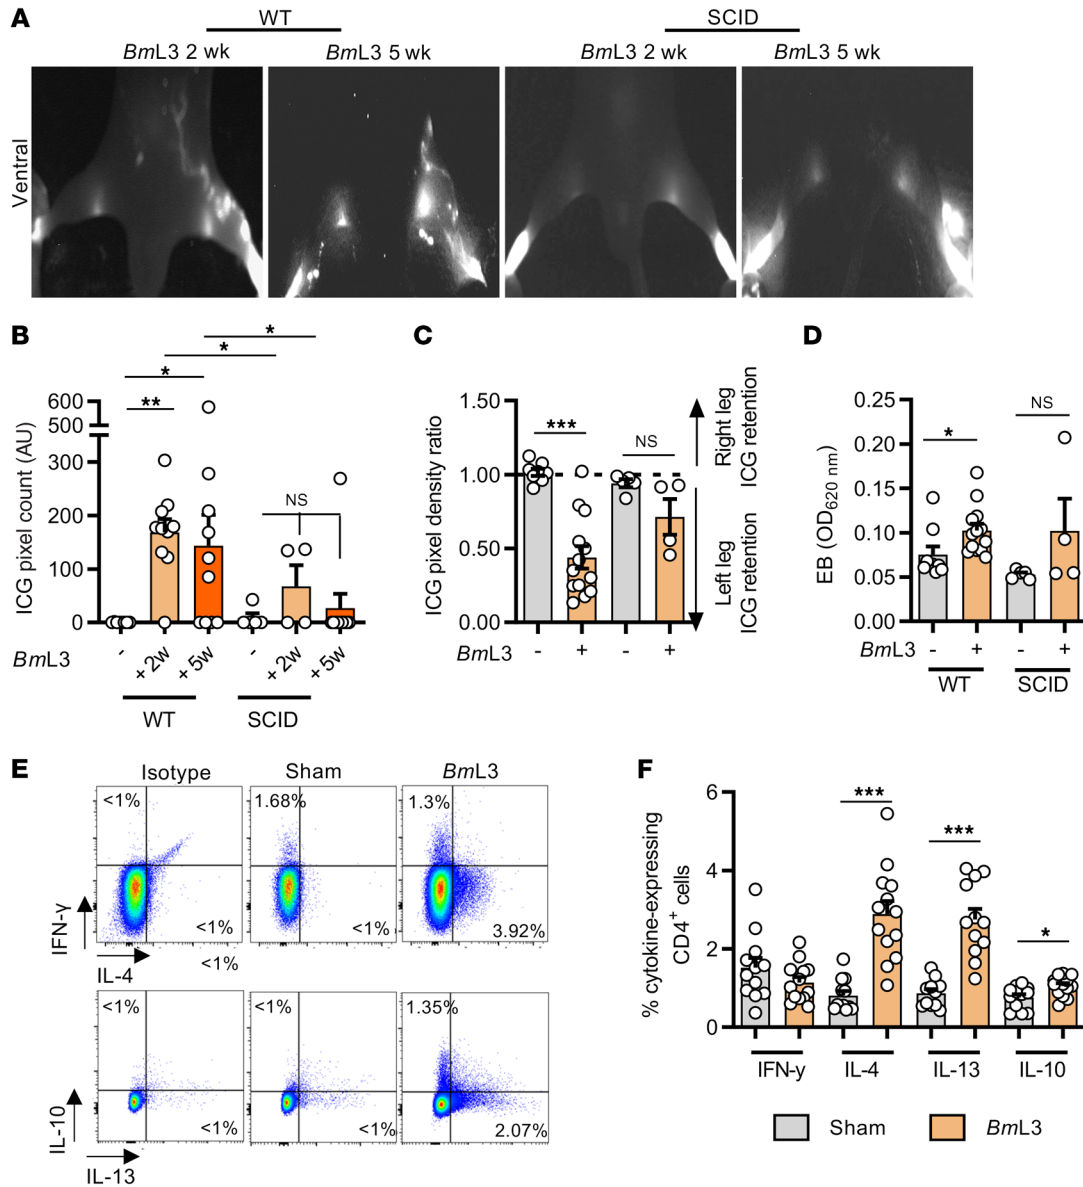 A
WT
SCID
BmL3 2 wk
BmL3 5 wk
BmL3 2 wk
BmL3 5 wk
Ventral
B
*
*
*
**
NS
ICG pixel count (AU)
600
500
300
200
100
0
BmL3
-
+ 2w
+ 5w
-
+ 2w
+ 5w
WT
SCID
C
***
NS
ICG pixel density ratio
1.50
1.00
0.50
0.00
BmL3
-
+
-
+
Right leg
ICG retention
Left leg
ICG retention
D
*
NS
EB (OD620 nm)
0.25
0.20
0.15
0.10
0.05
0.00
BmL3
-
+
-
+
WT
SCID
E
Isotype
Sham
BmL3
<1%
1.68%
1.3%
<1%
<1%
3.92%
IFN-γ
IL-4
<1%
<1%
<1%
1.35%
<1%
<1%
2.07%
IL-10
IL-13
F
***
***
*
% cytokine-expressing
CD4+ cells
6
4
2
0
IFN-γ
IL-4
IL-13
IL-10
Sham
BmL3